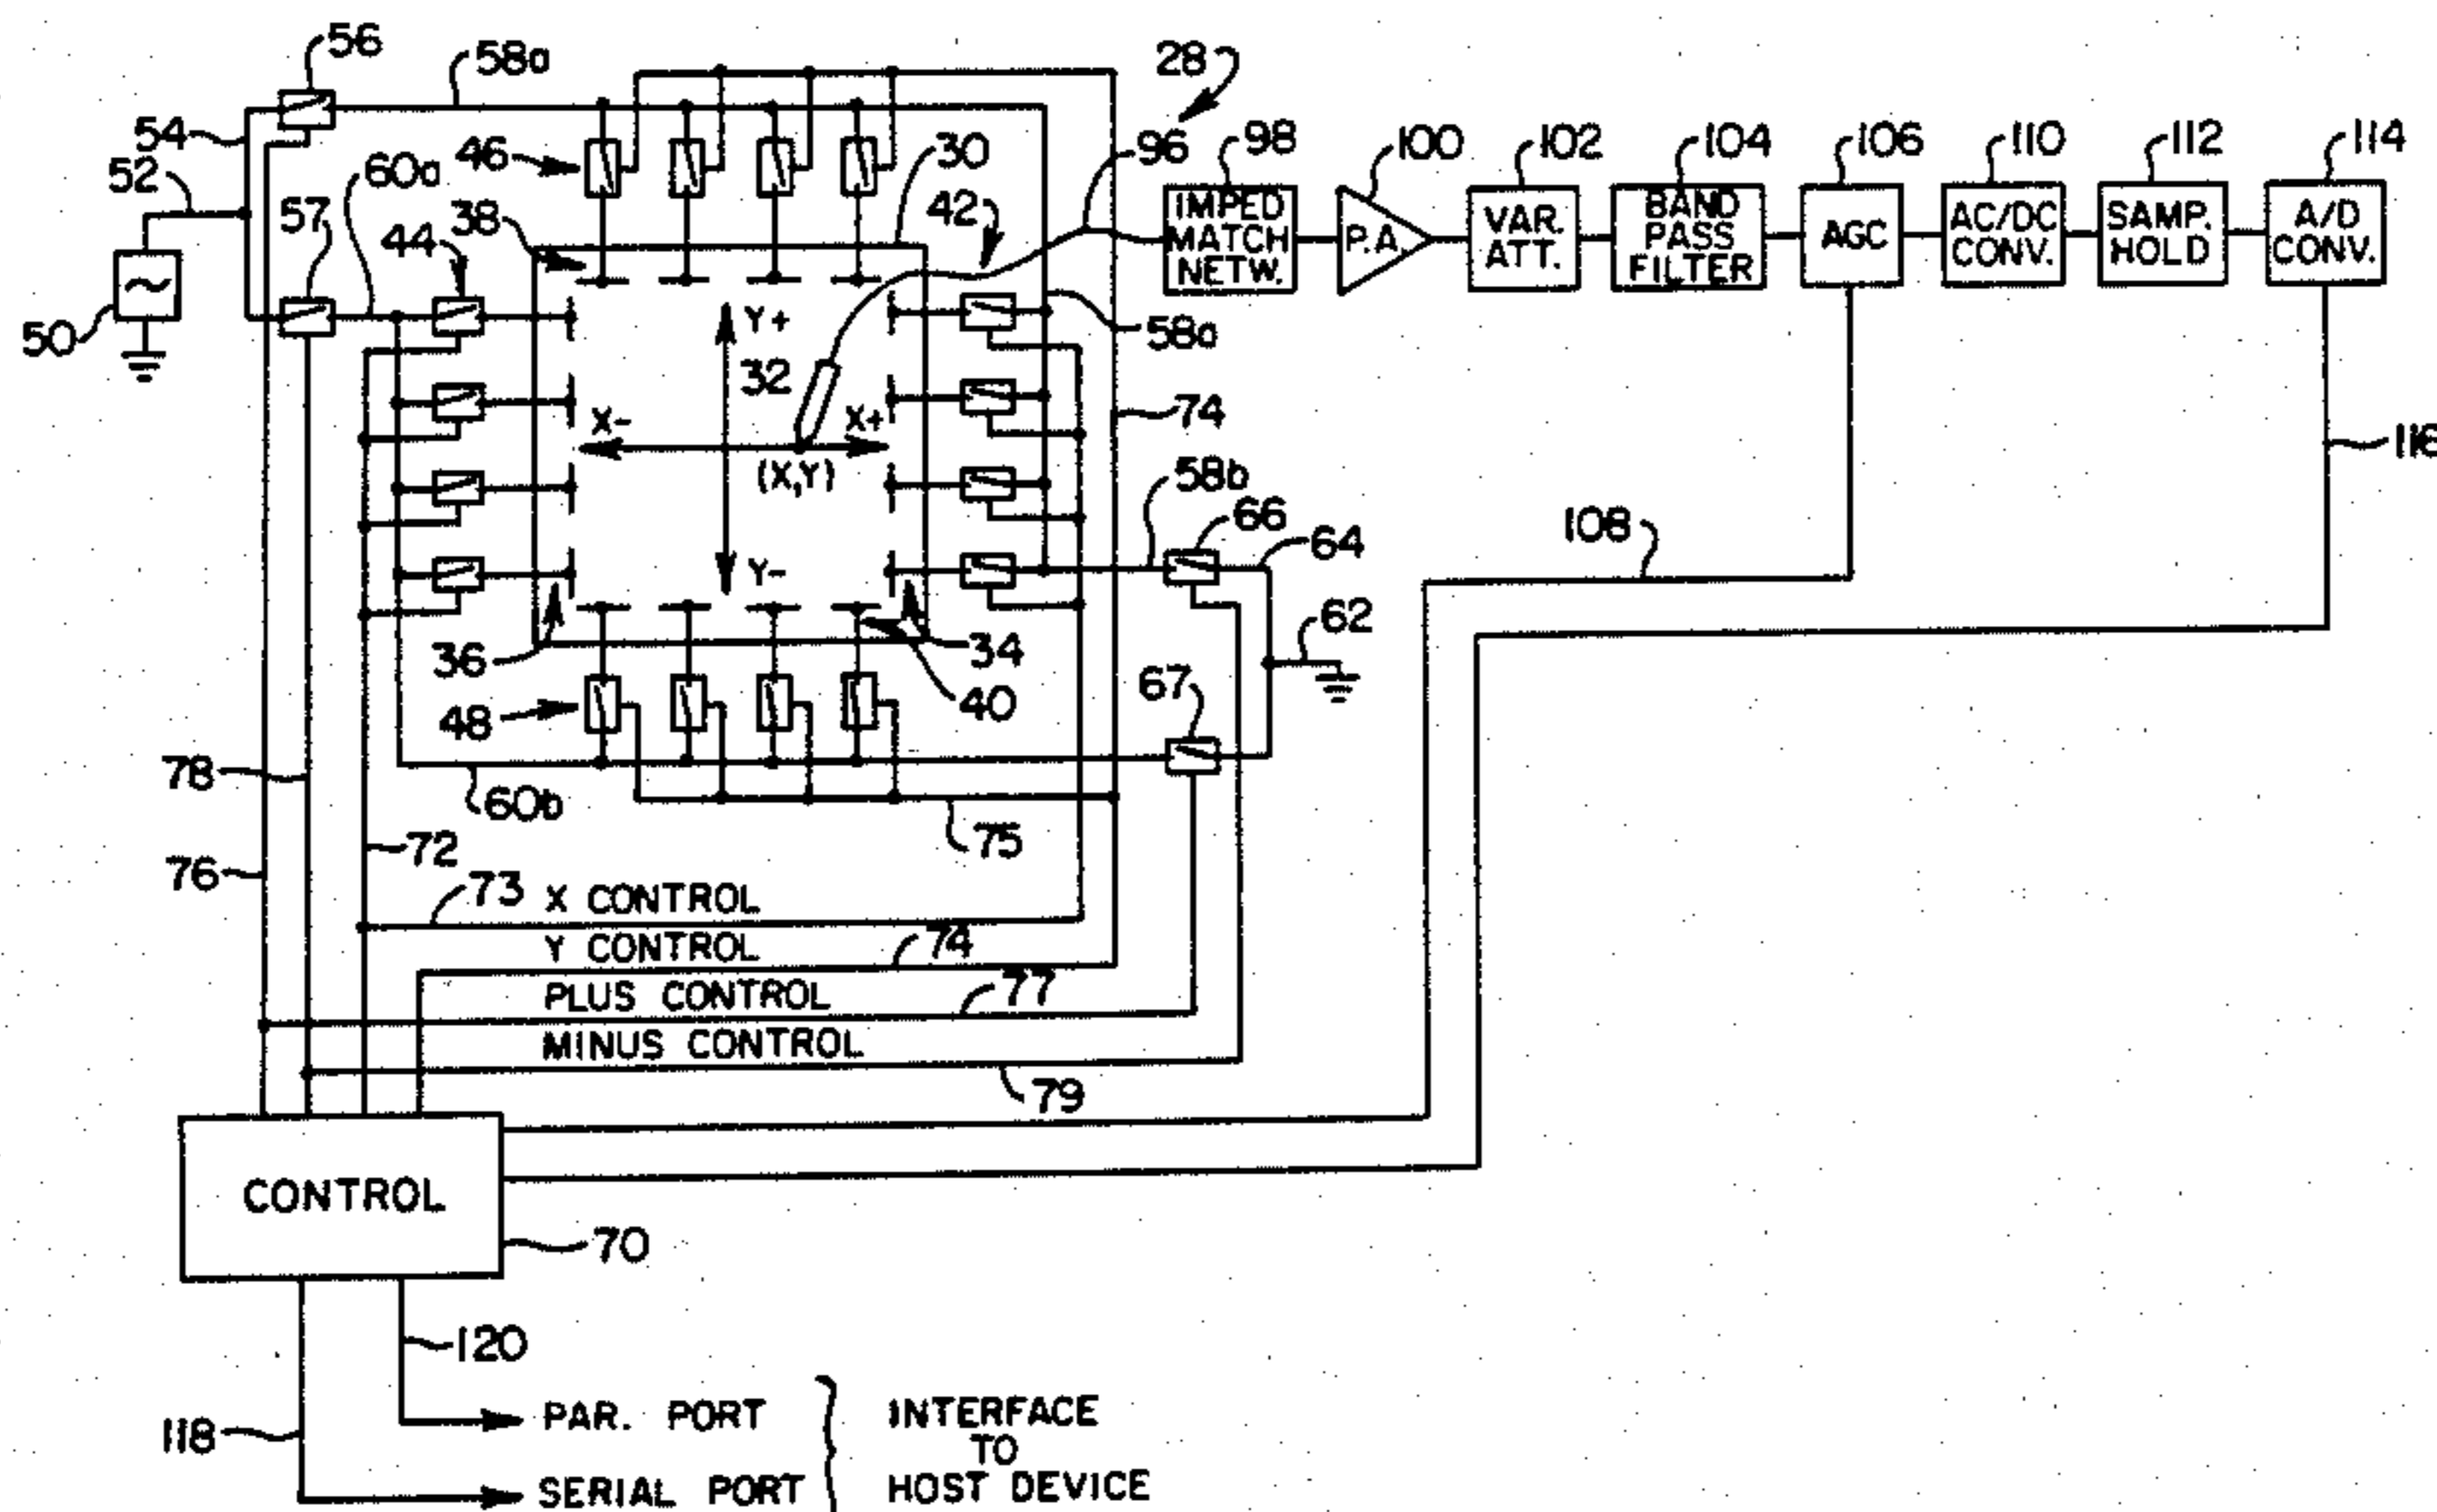 56
58a
28
54
46
30
96
98
100
102
104
106
110
112
114
52
60a
57
38
42
44
IMPED
MATCH
NETW.
P.A.
VAR.
ATT.
BAND
PASS
FILTER
AGC
AC/DC
CONV.
SAMP.
HOLD
A/D
CONV.
50
Y+
32
58a
X-
X+
74
(X,Y)
116
58b
66
64
108
Y-
62
36
34
40
67
48
78
60b
75
76
72
73
X CONTROL
Y CONTROL
74
PLUS CONTROL
77
MINUS CONTROL
79
CONTROL
70
120
118
PAR. PORT
SERIAL PORT
INTERFACE
TO
HOST DEVICE